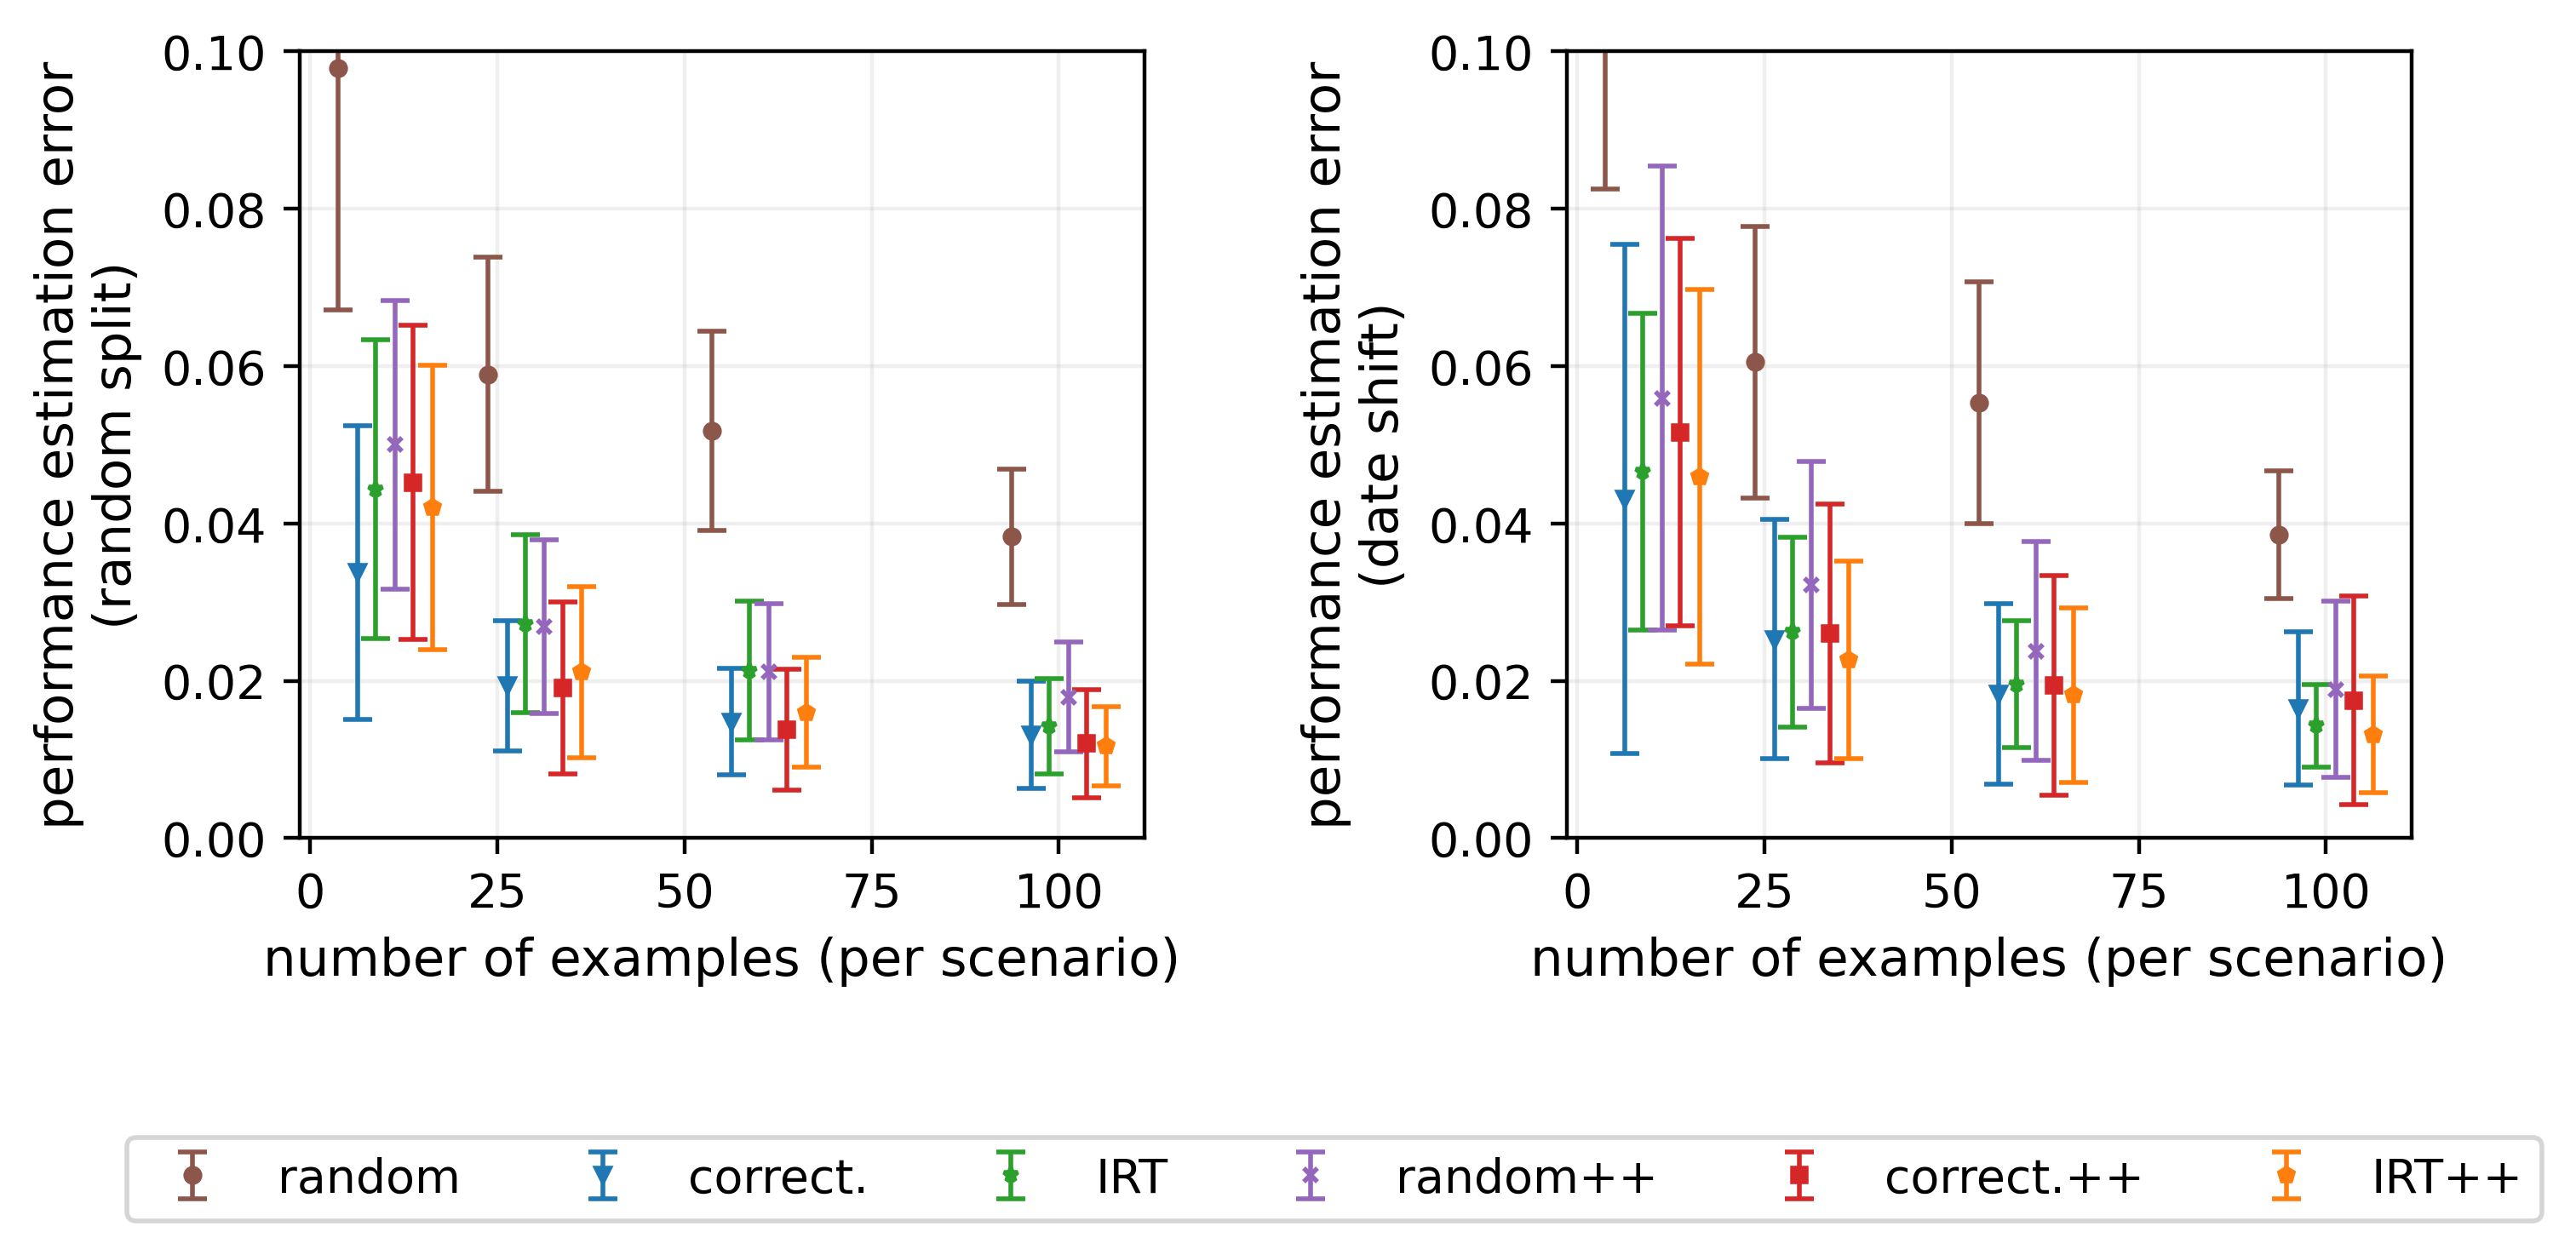 performance estimation error
(random split)
0.10
0.08
0.06
0.04
0.02
0.00
0 25 50 75 100
number of examples (per scenario)
performance estimation error
(date shift)
0.10
0.08
0.06
0.04
0.02
0.00
0 25 50 75 100
number of examples (per scenario)
random correct. IRT random++ correct.++ IRT++